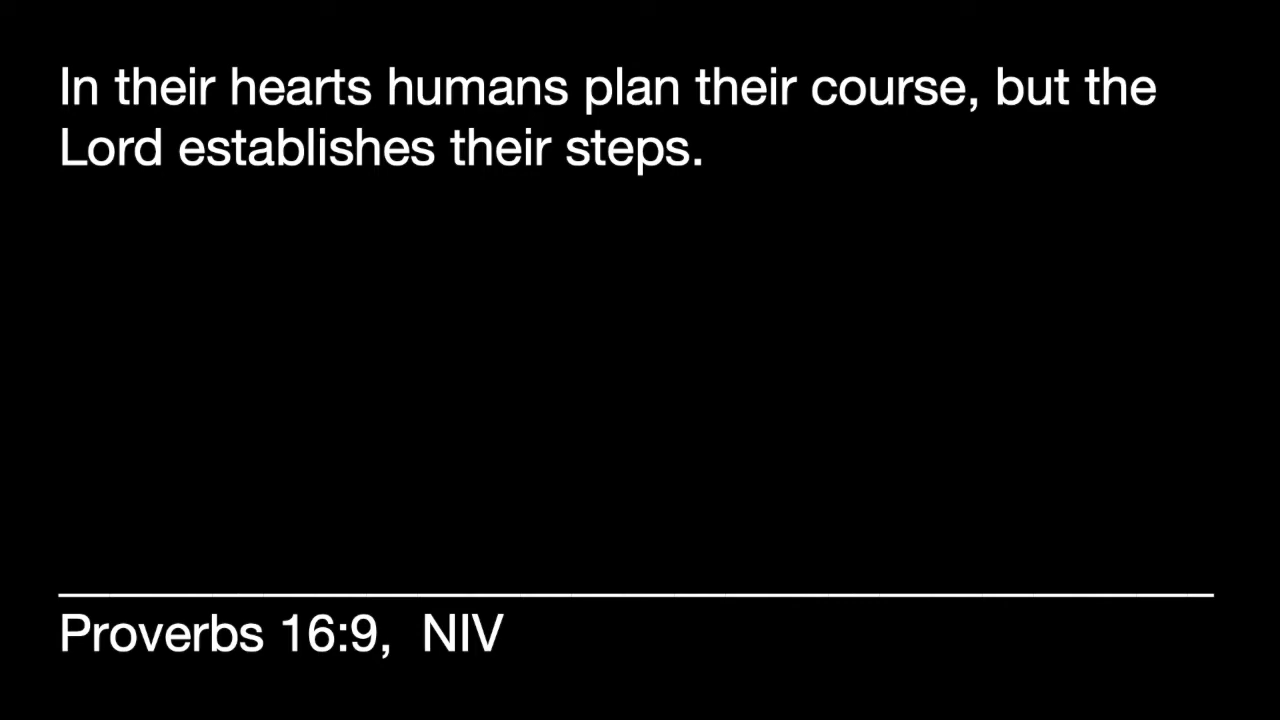 In their hearts humans plan their course, but the
Lord establishes their steps.
Proverbs 16:9,  NIV